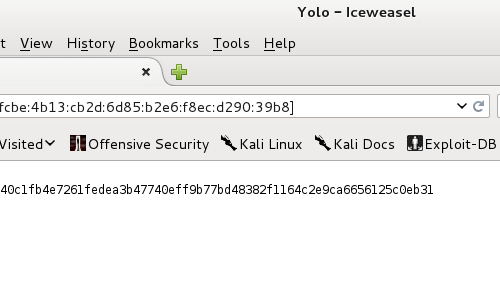 Yolo - Iceweasel
t View History Bookmarks Tools Help
fcbe:4b13:cb2d:6d85:b2e6:f8ec:d290:39b8]
Visited Offensive Security Kali Linux Kali Docs Exploit-DB
40c1fb4e7261fedea3b47740eff9b77bd48382f1164c2e9ca6656125c0eb31